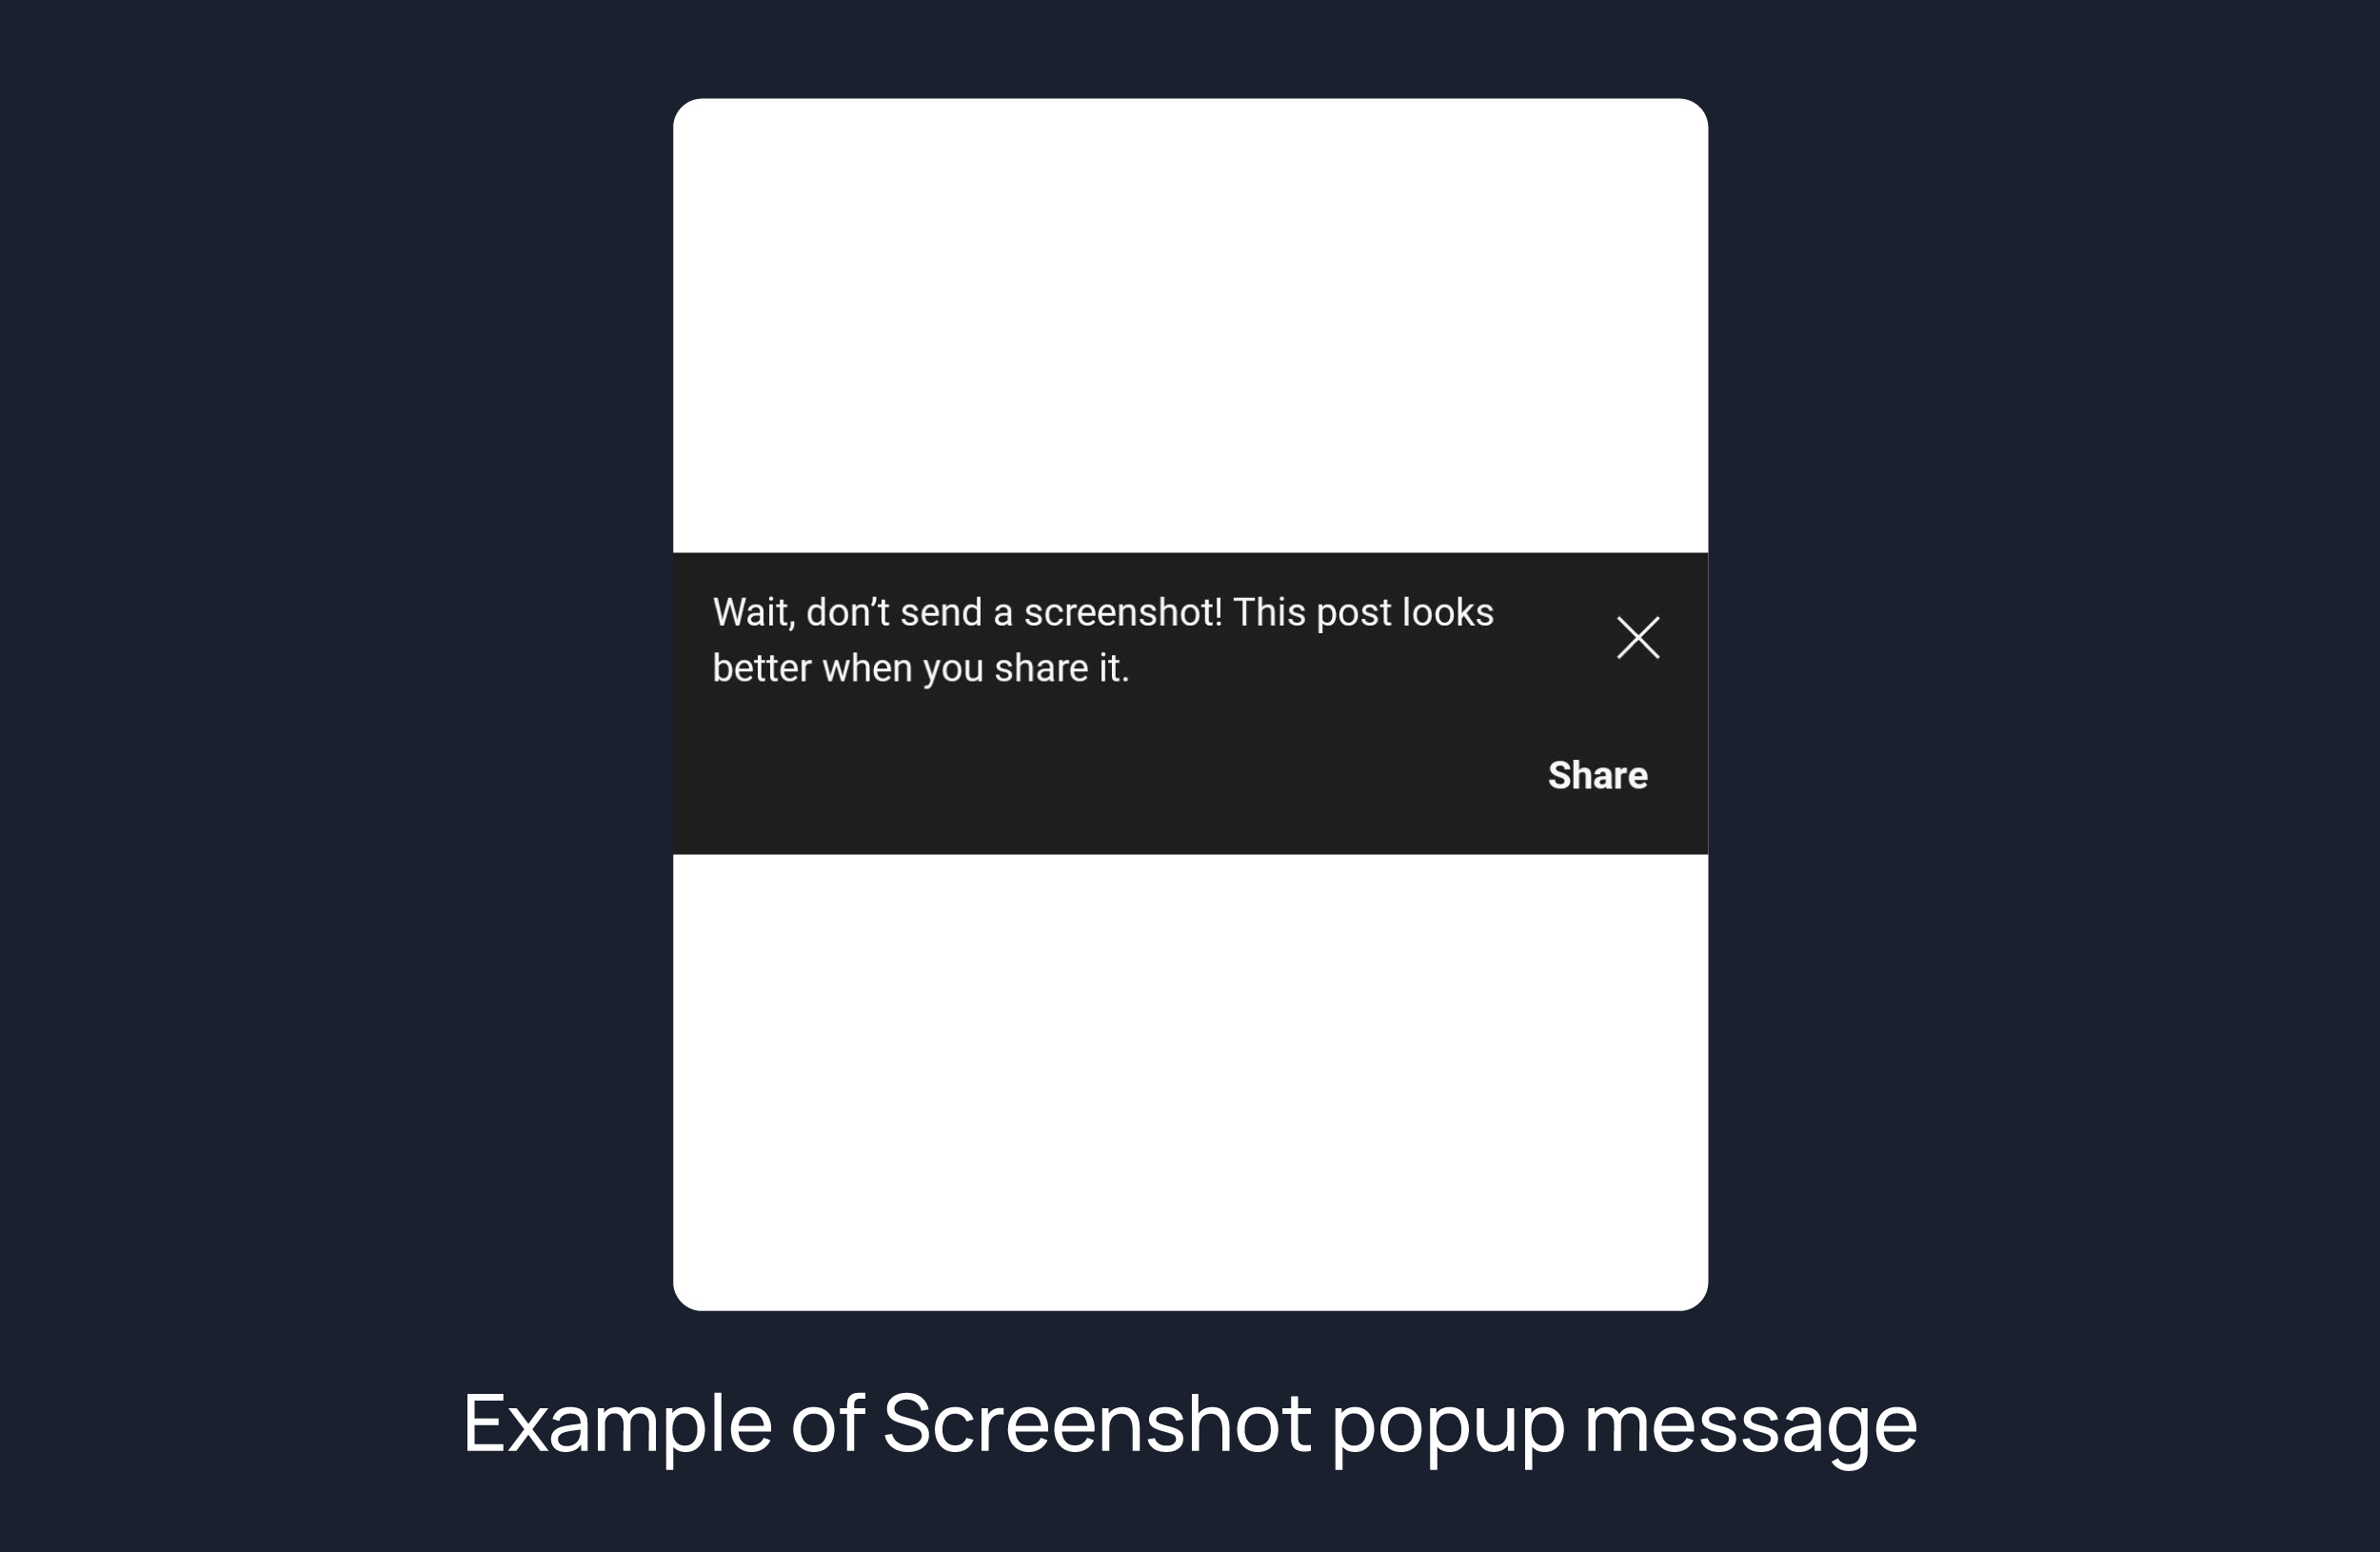 Wait, don’t send a screenshot! This post looks
better when you share it.
Share
Example of Screenshot popup message